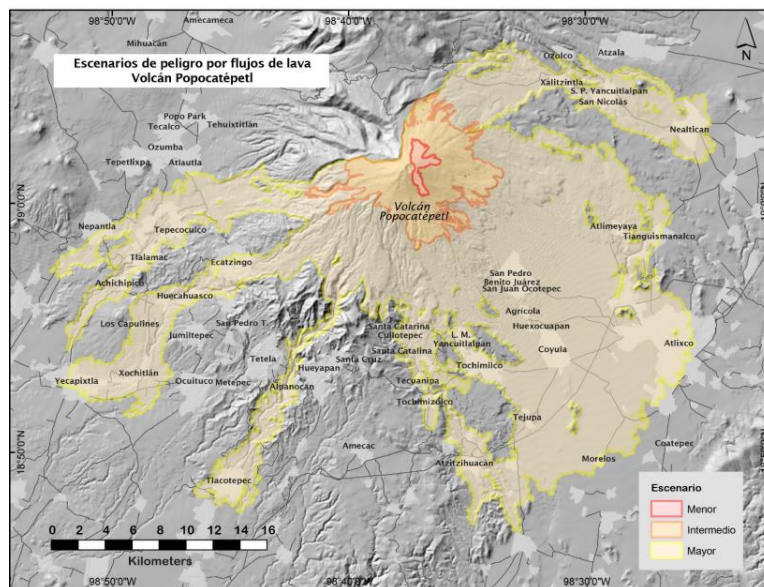 98°50'0"W
98°40'0"W
98°30'0"W
Amecameca
Mihuacán
Escenarios de peligro por flujos de lava
Volcán Popocatépetl
N
Ozolco
Atzala
Xalitzintla
S. P. Yancuitlalpan
San Nicolás
Nealtican
Popo Park
Tecalco
Tehuixtitlán
Ozumba
Tepetlixpa
Atlautla
19°0'0"N
Volcán
Popocatépetl
Nepantla
Tepecoculco
Atlimeyaya
Tianguismanalco
Tlalamac
Ecatzingo
Achichipico
Huecahuasco
San Pedro
Benito Juárez
San Juan Ocotepec
Agrícola
Los Capulines
San Pedro T.
Jumiltepec
Santa Catarina
Cuilotepec
L. M.
Yancuitlalpan
Huexocuapan
Atlixco
Tetela
Santa Cruz
Santa Catalina
Coyula
Hueyapan
Tochimilco
Xochitlán
Yecapixtla
Ocuituco
Metepec
Alpanocan
Tecuanipa
Tochimizolco
Tejupa
Amecac
Coatepec
18°50'0"N
Atzitzihuacán
Morelos
Tlacotepec
Escenario
Menor
Intermedio
Mayor
0 2 4 6 8 10 12 14 16
Kilometers
98°50'0"W
98°40'0"W
98°30'0"W